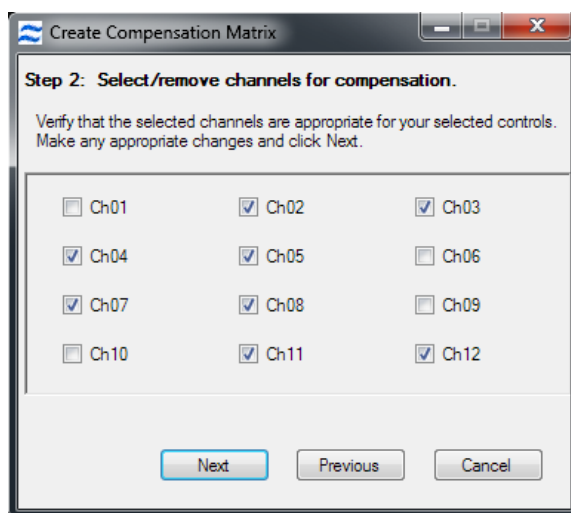 Create Compensation Matrix
Step 2: Select/remove channels for compensation.
Verify that the selected channels are appropriate for your selected controls.
Make any appropriate changes and click Next.
Ch01 Ch02 Ch03
Ch04 Ch05 Ch06
Ch07 Ch08 Ch09
Ch10 Ch11 Ch12
Next Previous Cancel